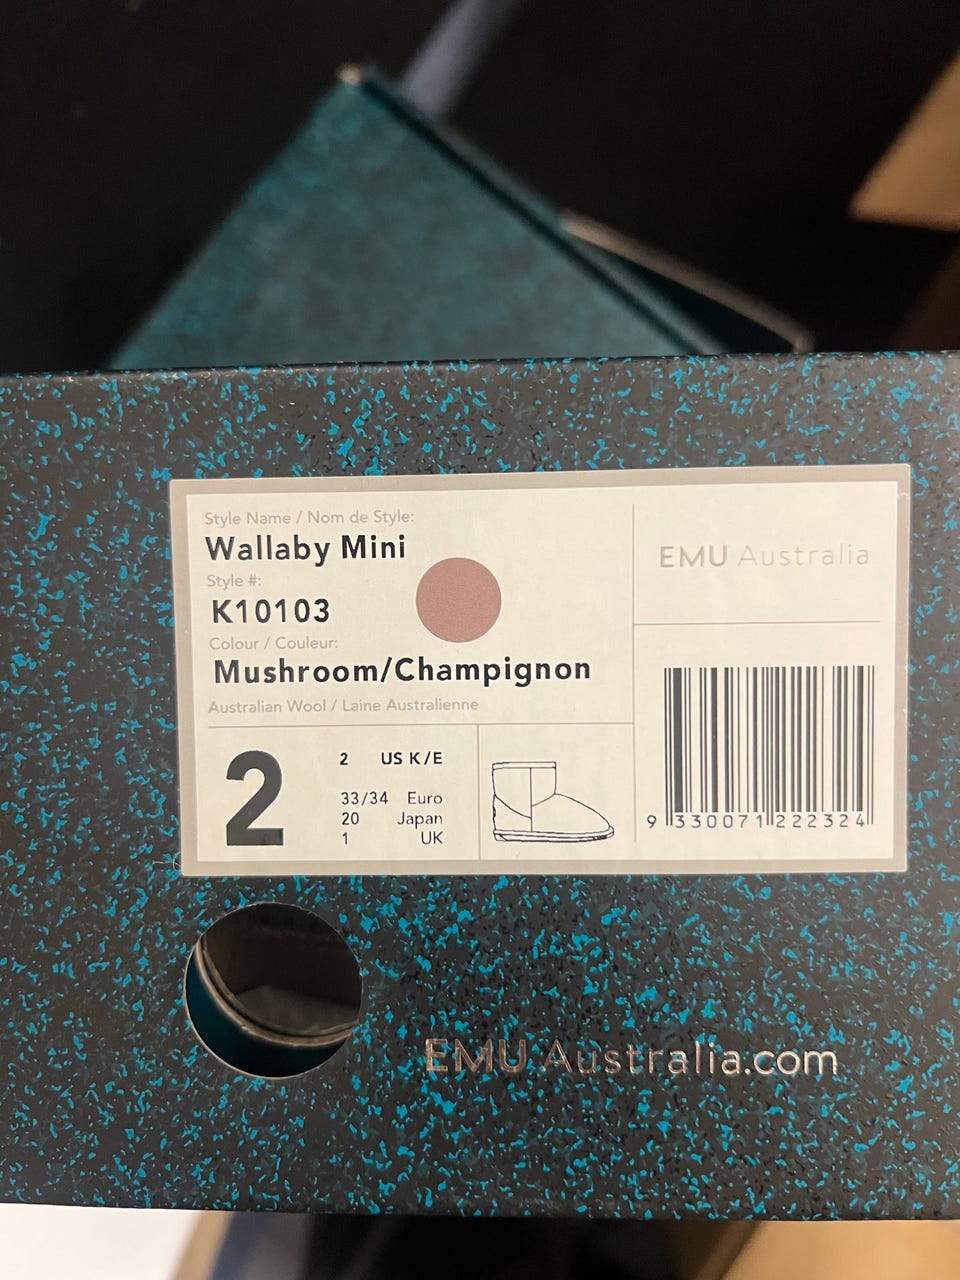 Style Name / Nom de Style:
Wallaby Mini
Style #:
K10103
Colour / Couleur:
Mushroom/Champignon
Australian Wool / Laine Australienne
2
2 US K/E
33/34 Euro
20 Japan
1 UK
EMU Australia
9 330071 222324
EMU Australia.com